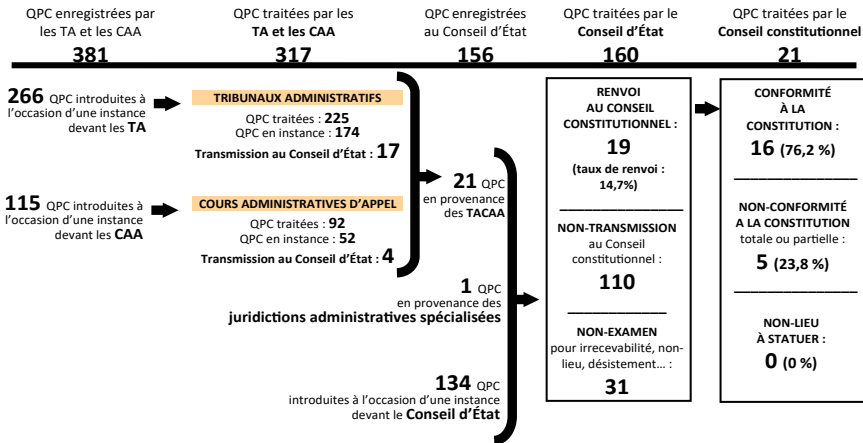 QPC enregistrées par
les TA et les CAA
381
QPC traitées par les
TA et les CAA
317
QPC enregistrées
au Conseil d'État
156
QPC traitées par le
Conseil d'État
160
QPC traitées par le
Conseil constitutionnel
21
266 QPC introduites à
l'occasion d'une instance
devant les TA
TRIBUNAUX ADMINISTRATIFS
QPC traitées : 225
QPC en instance : 174
Transmission au Conseil d'État : 17
115 QPC introduites à
l'occasion d'une instance
devant les CAA
COURS ADMINISTRATIVES D'APPEL
QPC traitées : 92
QPC en instance : 52
Transmission au Conseil d'État : 4
21 QPC
en provenance
des TACAA
1 QPC
en provenance des
juridictions administratives spécialisées
134 QPC
introduites à l'occasion d'une instance
devant le Conseil d'État
RENVOI
AU CONSEIL
CONSTITUTIONNEL :
19
(taux de renvoi :
14,7%)
NON-TRANSMISSION
au Conseil
constitutionnel :
110
NON-EXAMEN
pour irrecevabilité, non-
lieu, désistement... :
31
CONFORMITÉ
À LA
CONSTITUTION :
16 (76,2 %)
NON-CONFORMITÉ
A LA CONSTITUTION
totale ou partielle :
5 (23,8 %)
NON-LIEU
À STATUER :
0 (0 %)